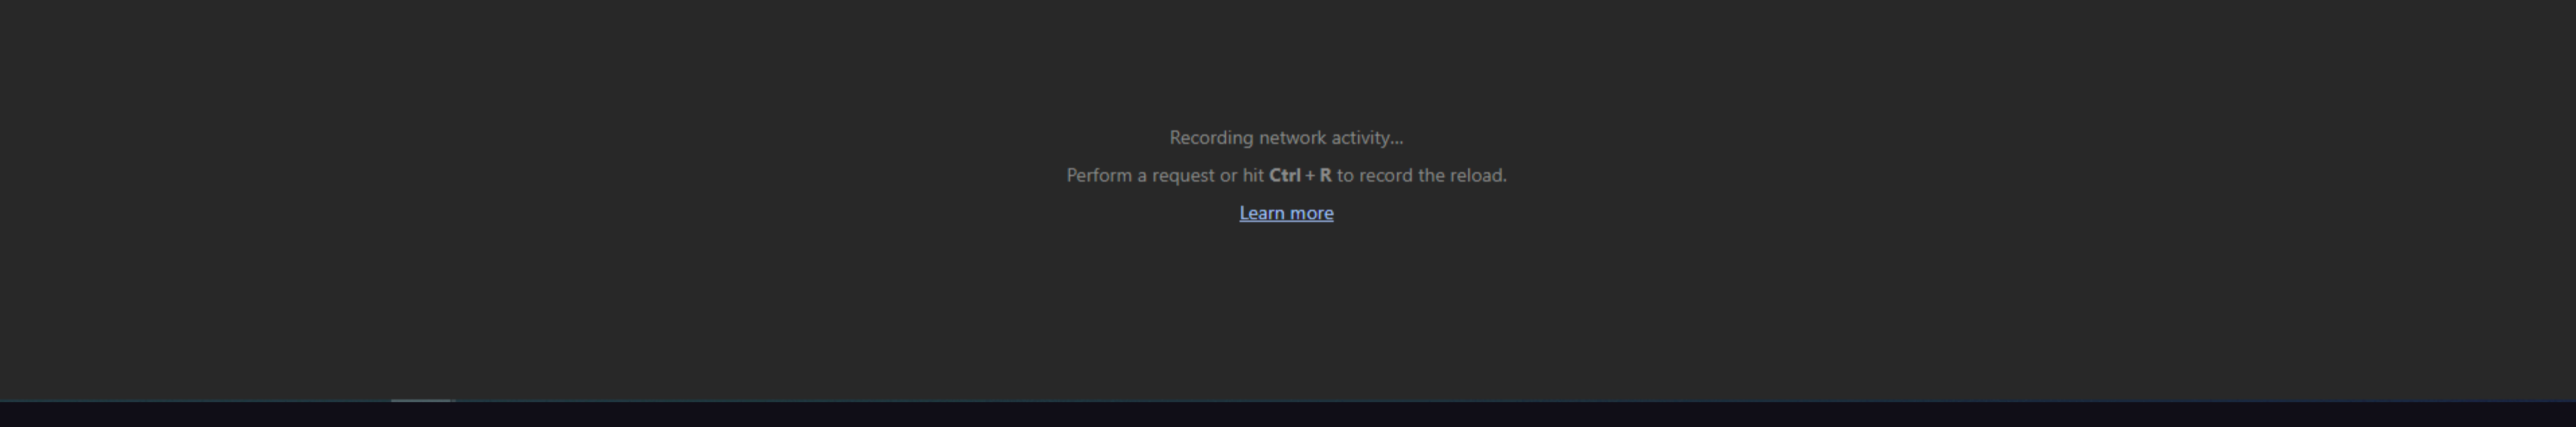 Recording network activity...
Perform a request or hit Ctrl + R to record the reload.
Learn more